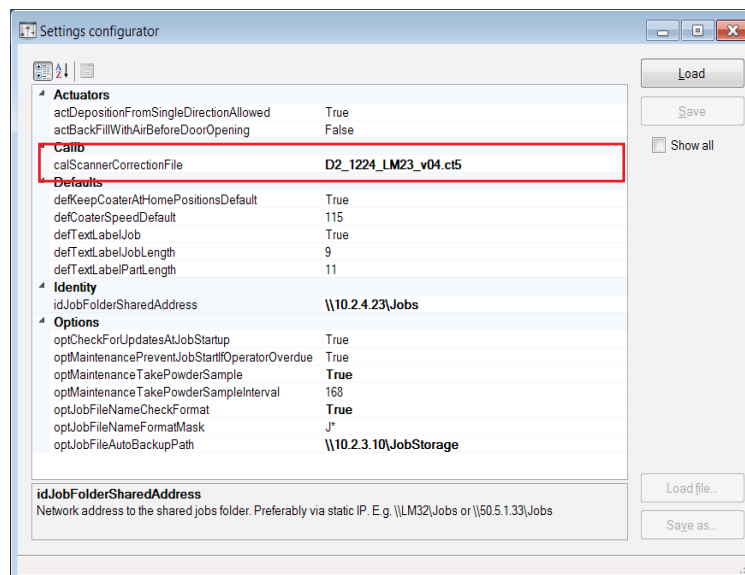 Settings configurator
Load
Actuators
actDepositionFromSingleDirectionAllowed True
Save
actBackFillWithAirBeforeDoorOpening False
Calib
Show all
calScannerCorrectionFile D2_1224_LM23_v04.ct5
Defaults
defKeepCoaterAtHomePositionsDefault True
defCoaterSpeedDefault 115
defTextLabelJob True
defTextLabelJobLength 9
defTextLabelPartLength 11
Identity
idJobFolderSharedAddress \\10.2.4.23\Jobs
Options
optCheckForUpdatesAtJobStartup True
optMaintenancePreventJobStartIfOperatorOverdue True
optMaintenanceTakePowderSample True
optMaintenanceTakePowderSampleInterval 168
optJobFileNameCheckFormat True
optJobFileNameFormatMask J*
optJobFileAutoBackupPath \\10.2.3.10\JobStorage
idJobFolderSharedAddress
Network address to the shared jobs folder. Preferably via static IP. E.g. \\LM32\Jobs or \\50.5.1.33\Jobs
Load file...
Save as...